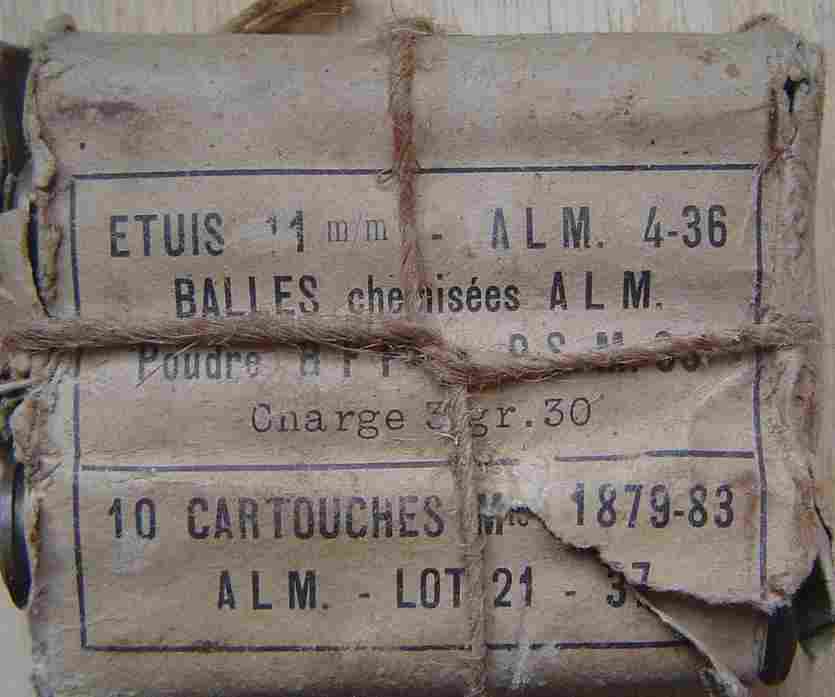 ETUIS 11 m/m - ALM. 4-36
BALLES chemisées ALM.
Poudre
Charge 3 gr.30
10 CARTOUCHES Mle 1879-83
ALM. - LOT 21 - 37